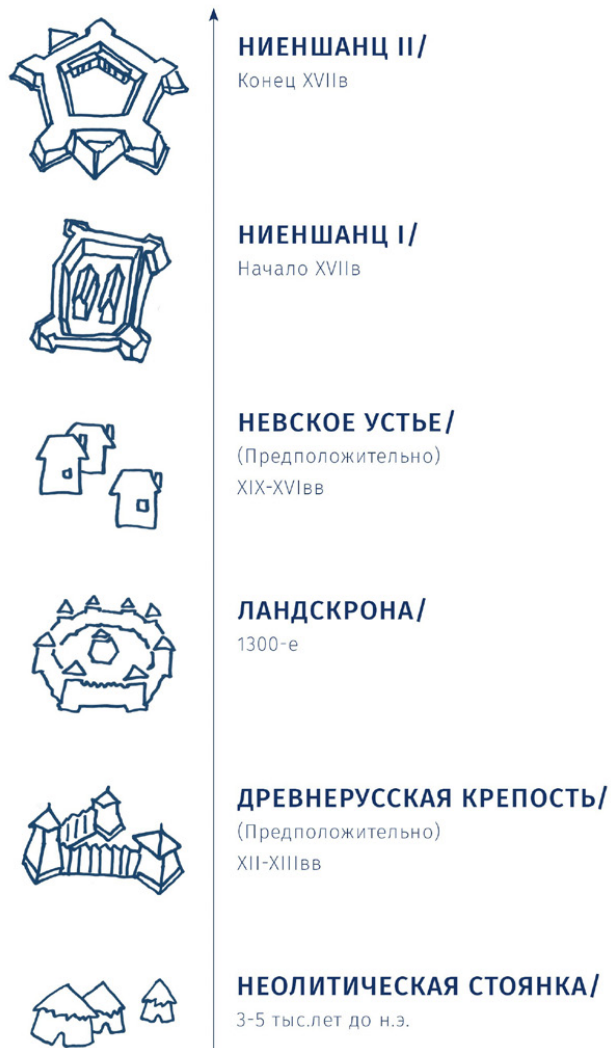 НИЕНШАНЦ II/
Конец XVIIв
НИЕНШАНЦ I/
Начало XVIIв
НЕВСКОЕ УСТЬЕ/
(Предположительно)
XIX-XVIвв
ЛАНДСКРОНА/
1300-е
ДРЕВНЕРУССКАЯ КРЕПОСТЬ/
(Предположительно)
XII-XIIIвв
НЕОЛИТИЧЕСКАЯ СТОЯНКА/
3-5 тыс.лет до н.э.